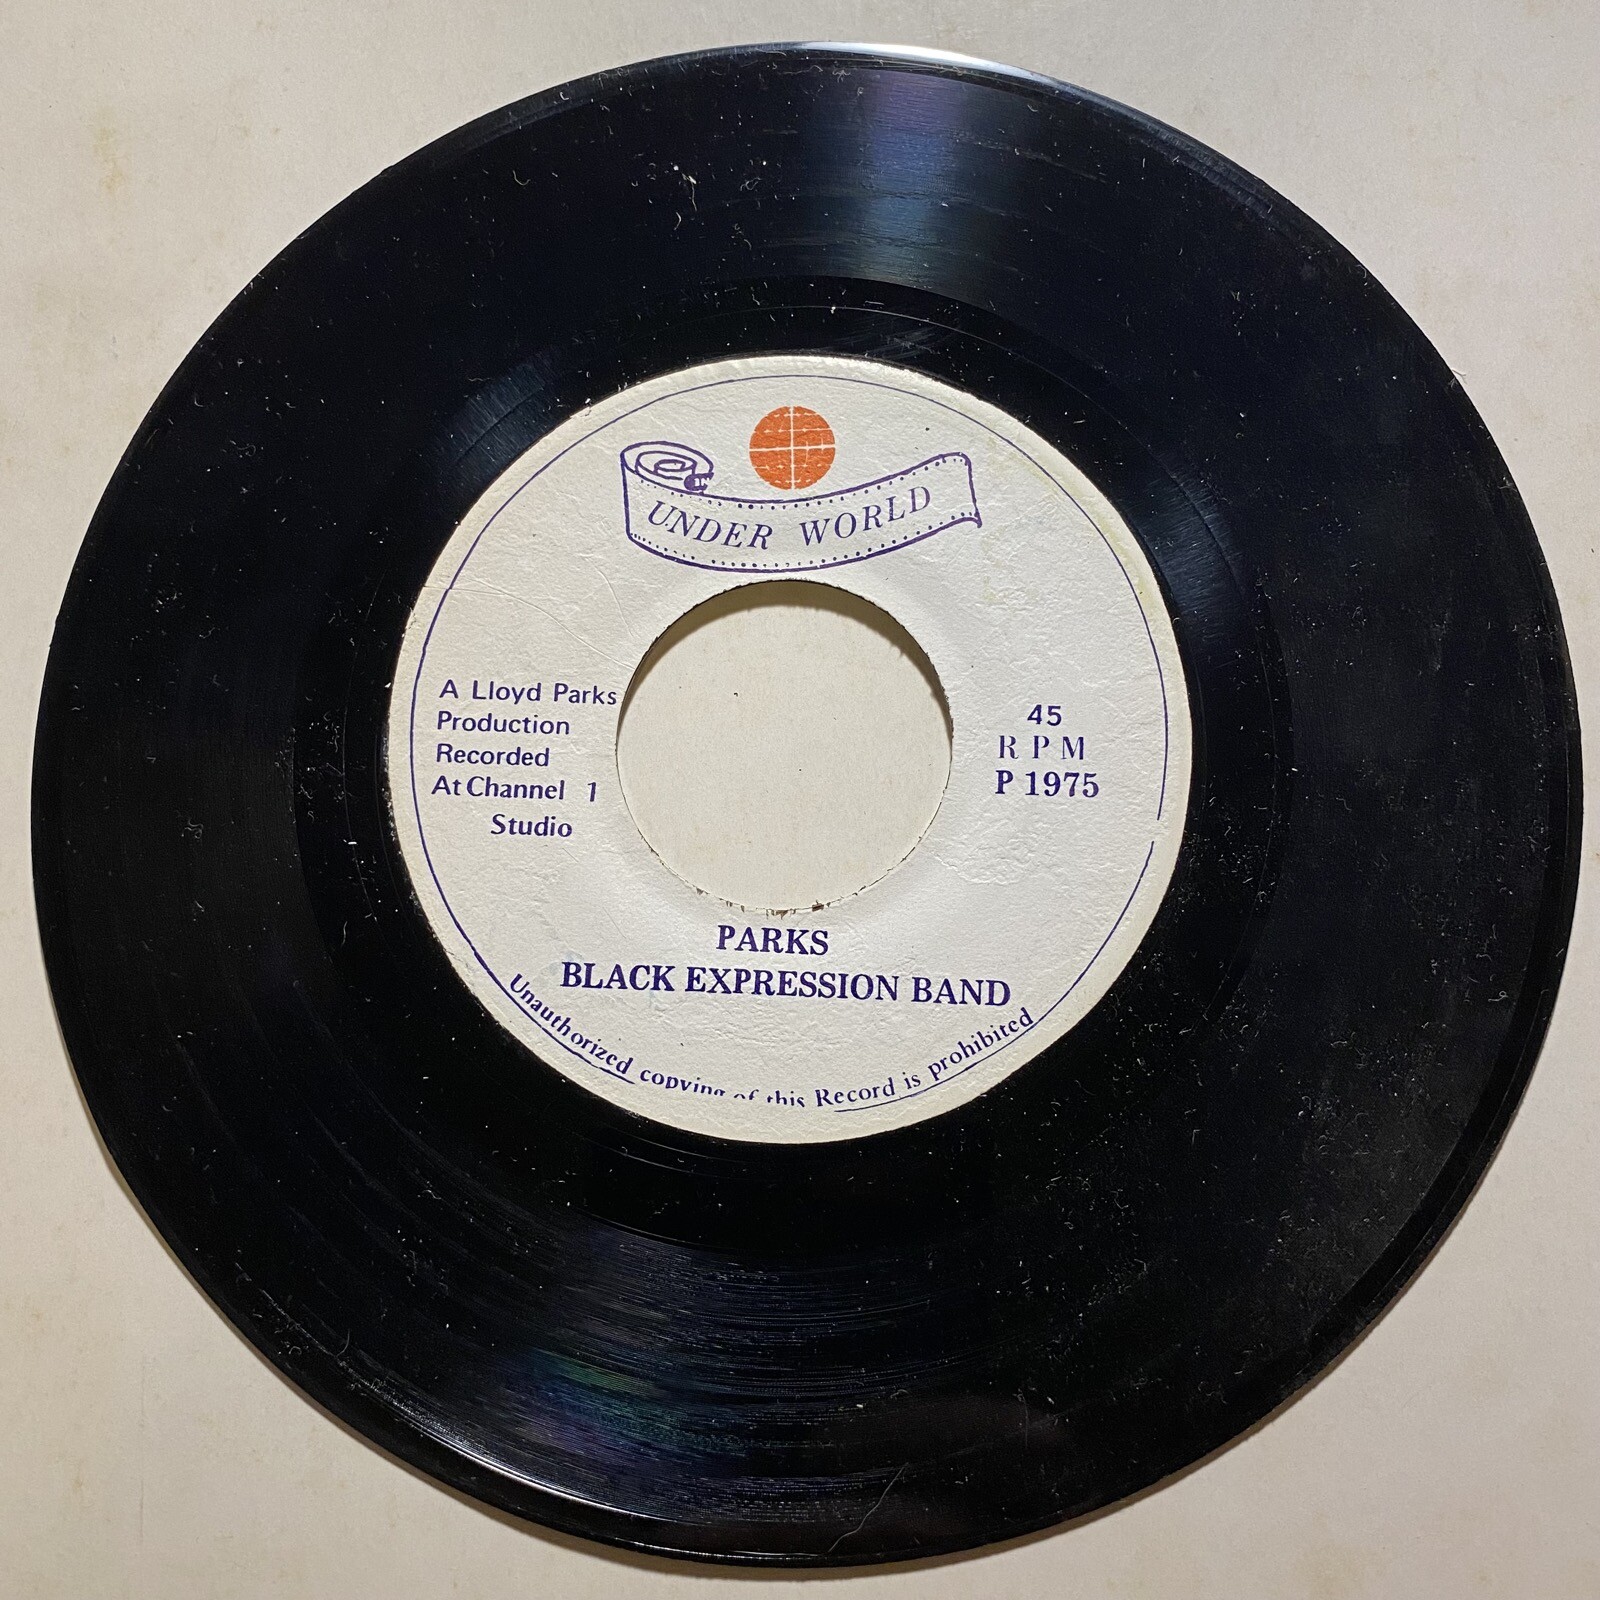 UNDER WORLD
A Lloyd Parks
Production
Recorded
At Channel 1
Studio
45
RPM
P 1975
PARKS
BLACK EXPRESSION BAND
Unauthorized copying of this Record is prohibited